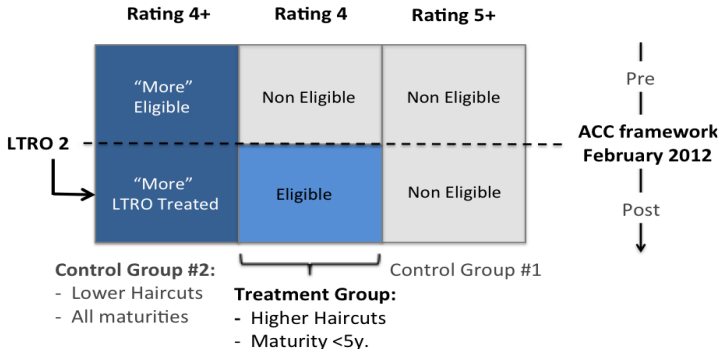 Rating 4+ Rating 4 Rating 5+
“More”
Eligible
Non Eligible
Non Eligible
Pre
LTRO 2
ACC framework
February 2012
“More”
LTRO Treated
Eligible
Non Eligible
Post
Control Group #2:
- Lower Haircuts
- All maturities
Treatment Group:
- Higher Haircuts
- Maturity <5y.
Control Group #1